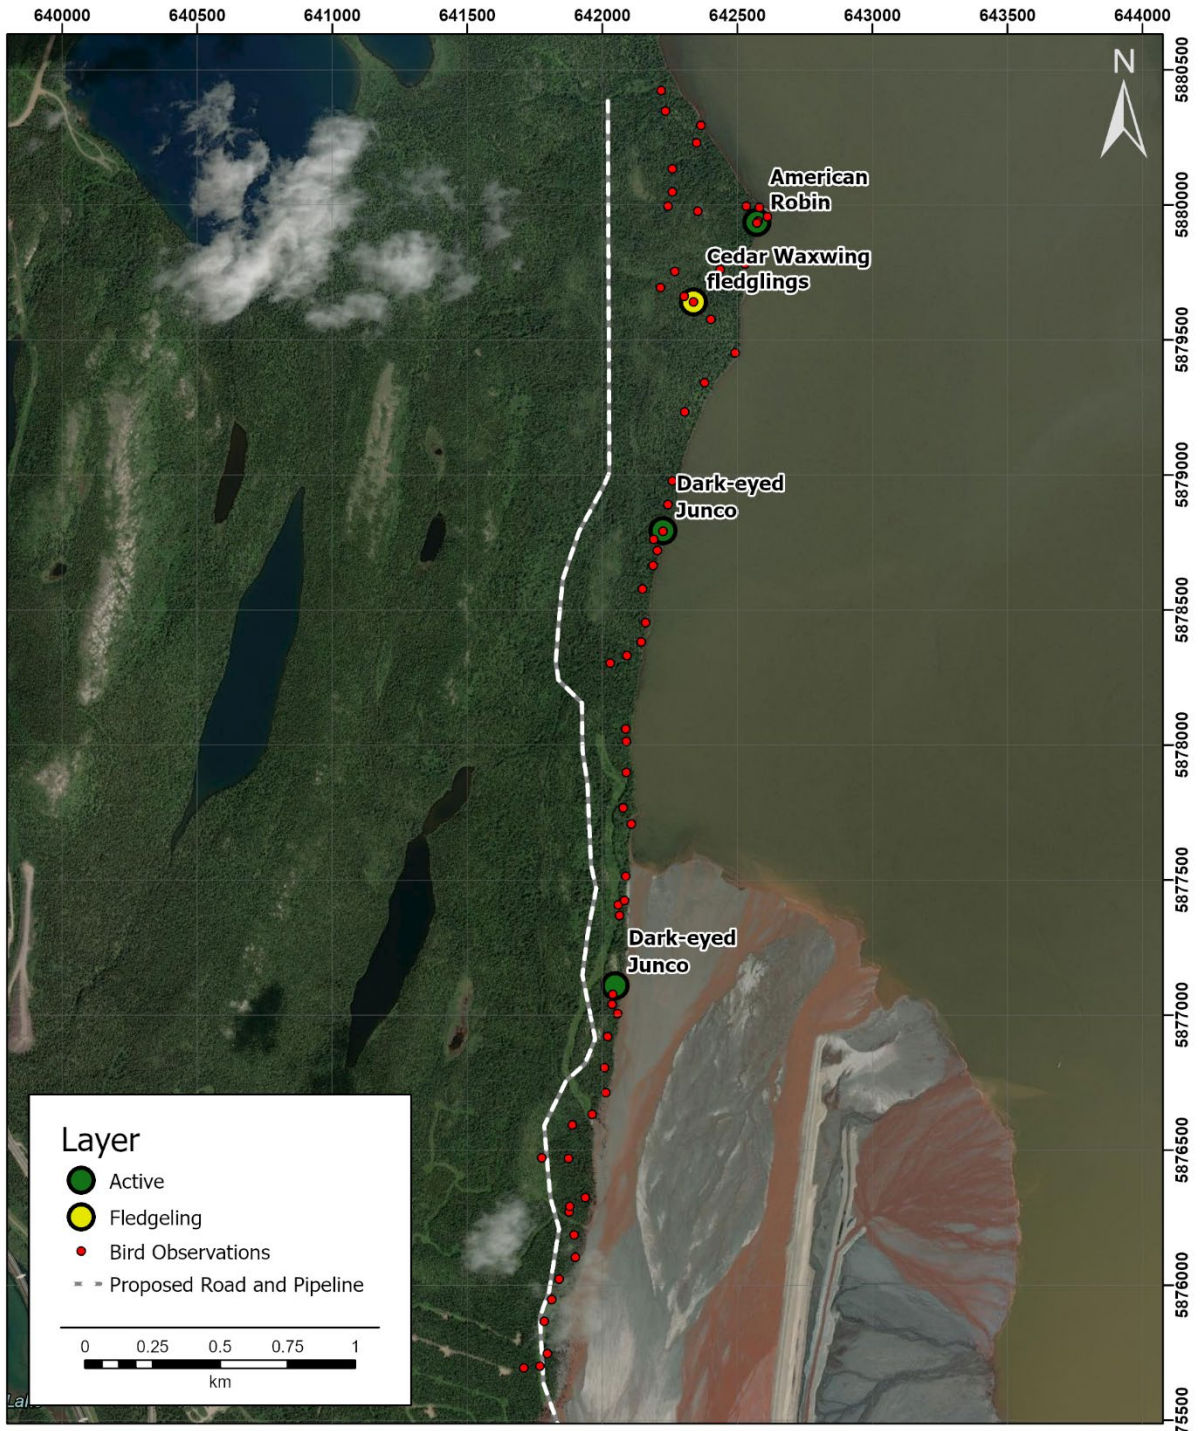 640000 640500 641000 641500 642000 642500 643000 643500 644000
N
5880500
American
Robin
5880000
Cedar Waxwing
fledglings
5879500
5879000
Dark-eyed
Junco
5878500
5878000
5877500
Dark-eyed
Junco
5877000
5876500
5876000
5875500
Layer
Active
Fledgeling
Bird Observations
Proposed Road and Pipeline
0 0.25 0.5 0.75 1
km